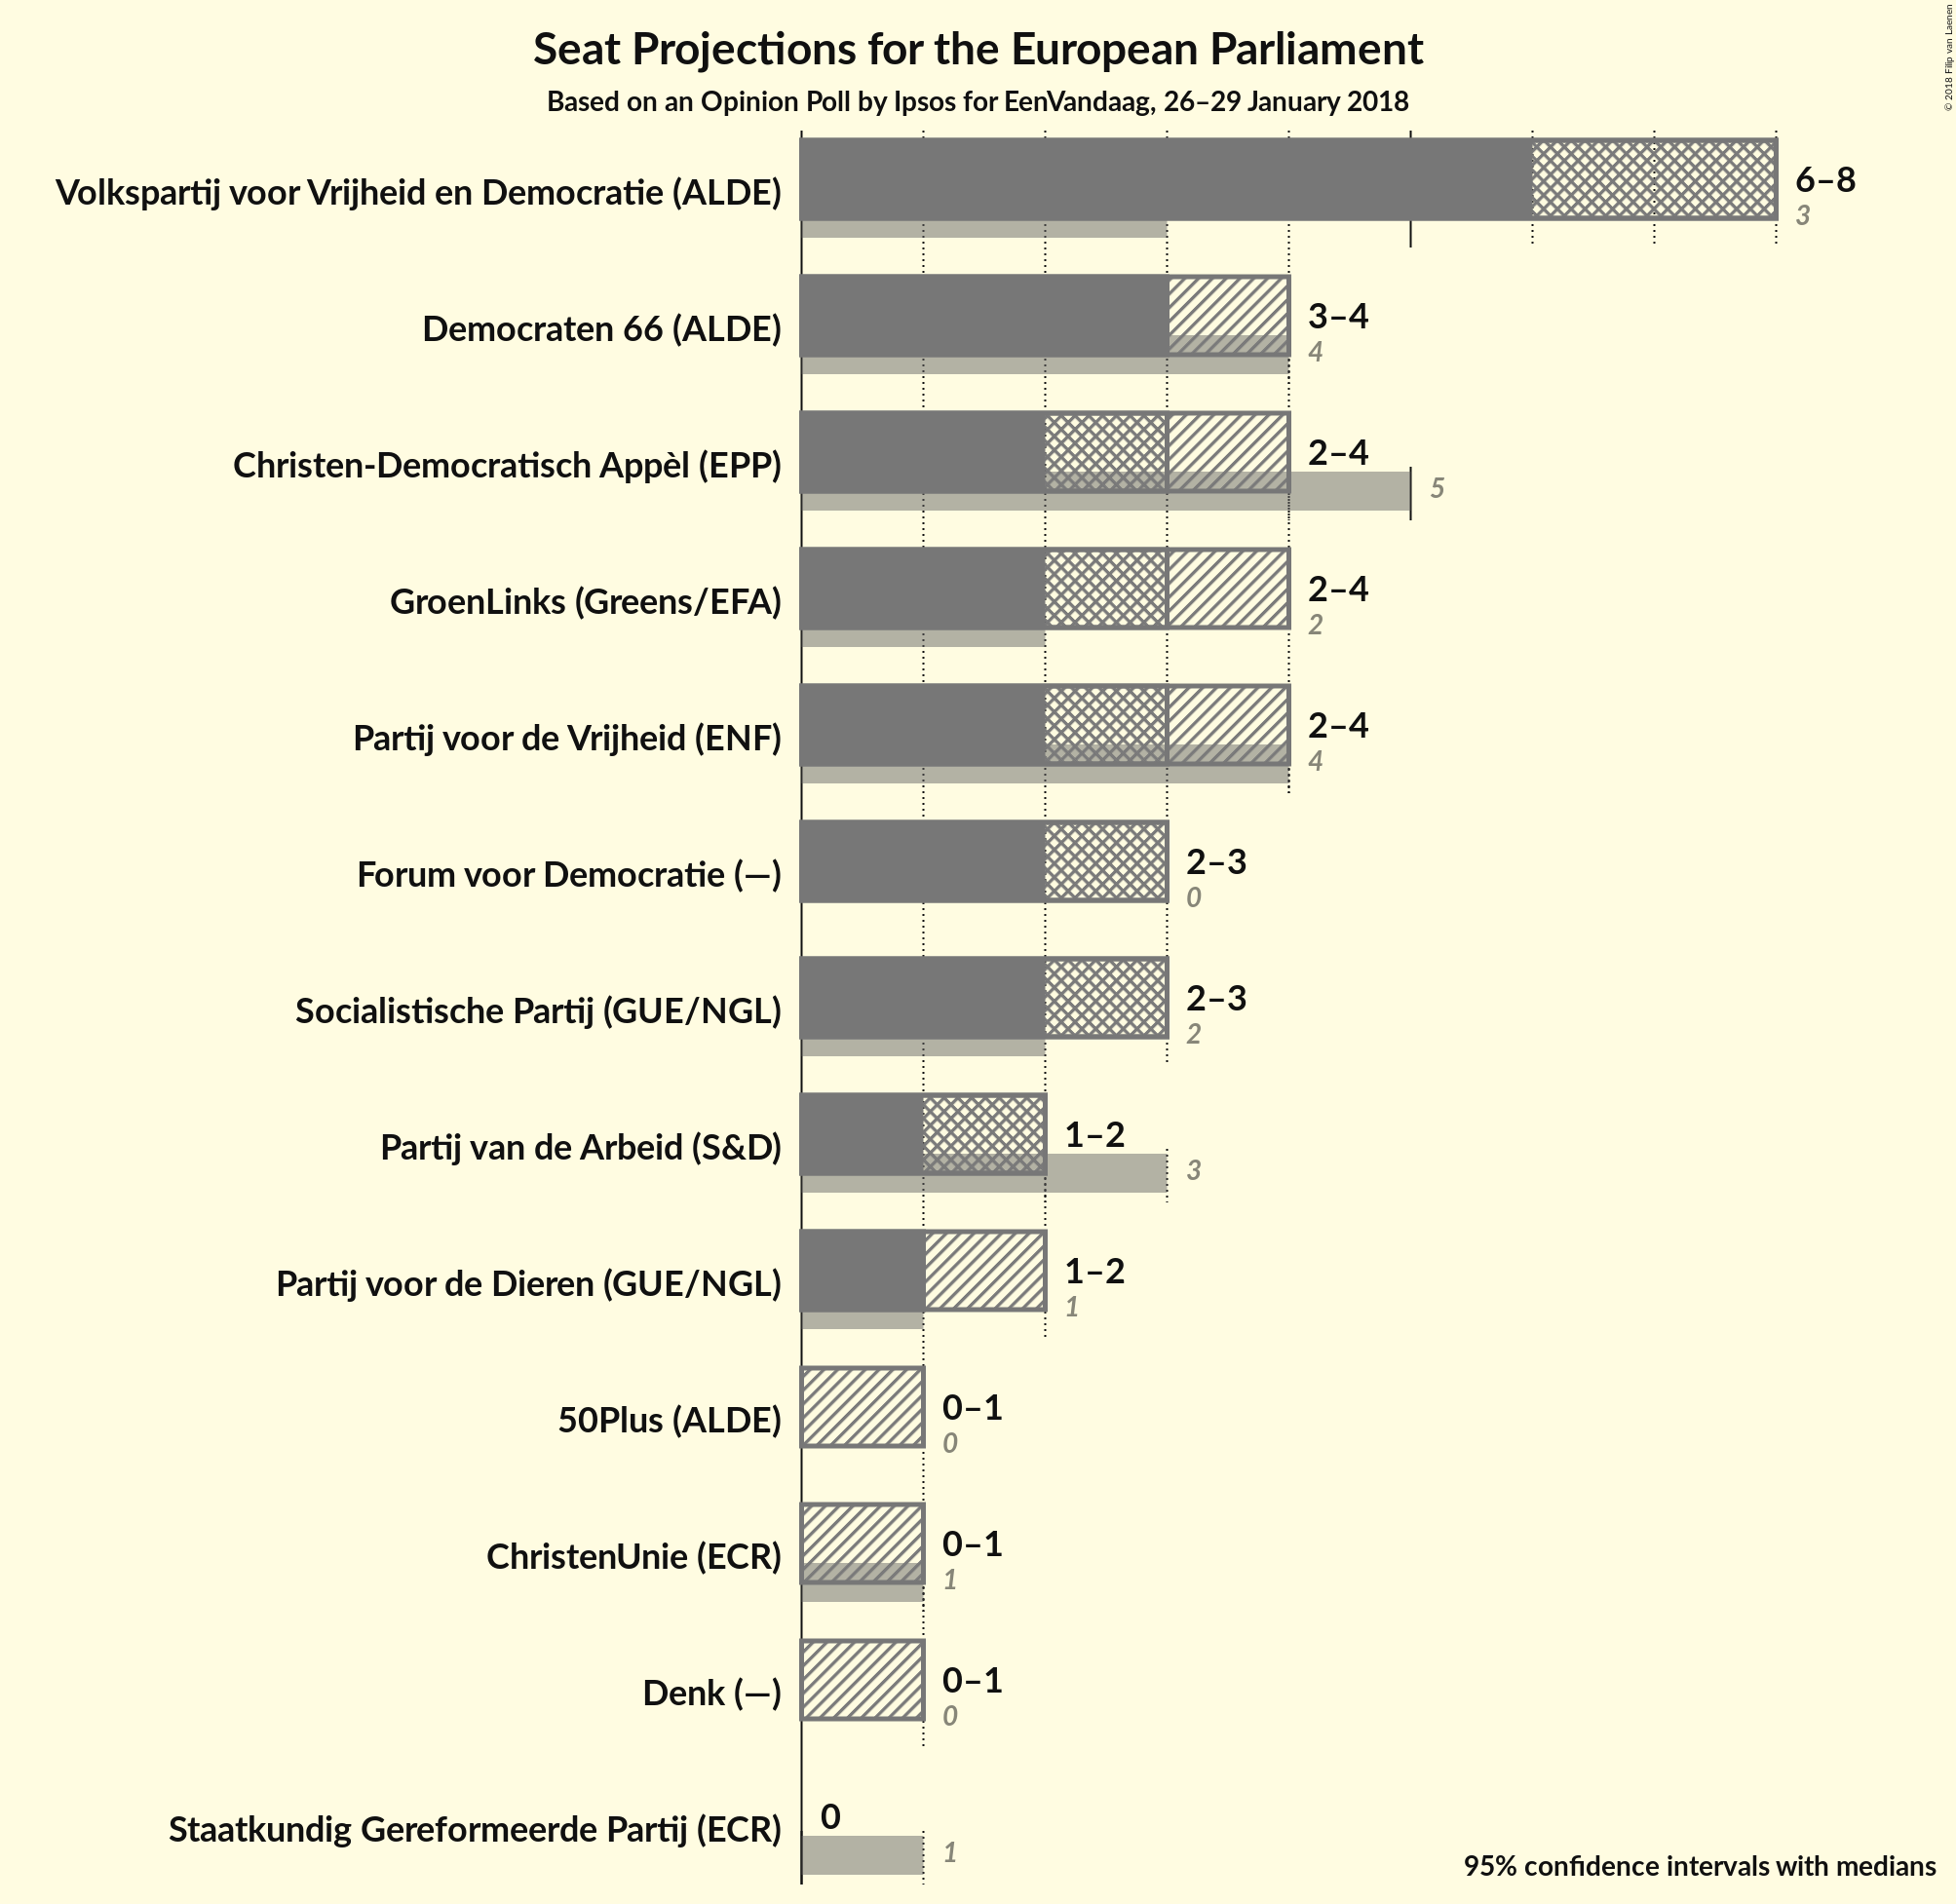 Seat Projections for the European Parliament
Based on an Opinion Poll by Ipsos for EenVandaag, 26–29 January 2018
© 2018 Filip van Laenen
Volkspartij voor Vrijheid en Democratie (ALDE)
6–8
3
Democraten 66 (ALDE)
3–4
4
Christen-Democratisch Appèl (EPP)
2–4
5
GroenLinks (Greens/EFA)
2–4
2
Partij voor de Vrijheid (ENF)
2–4
4
Forum voor Democratie (—)
2–3
0
Socialistische Partij (GUE/NGL)
2–3
2
Partij van de Arbeid (S&D)
1–2
3
Partij voor de Dieren (GUE/NGL)
1–2
1
50Plus (ALDE)
0–1
0
ChristenUnie (ECR)
0–1
1
Denk (—)
0–1
0
Staatkundig Gereformeerde Partij (ECR)
0
1
95% confidence intervals with medians